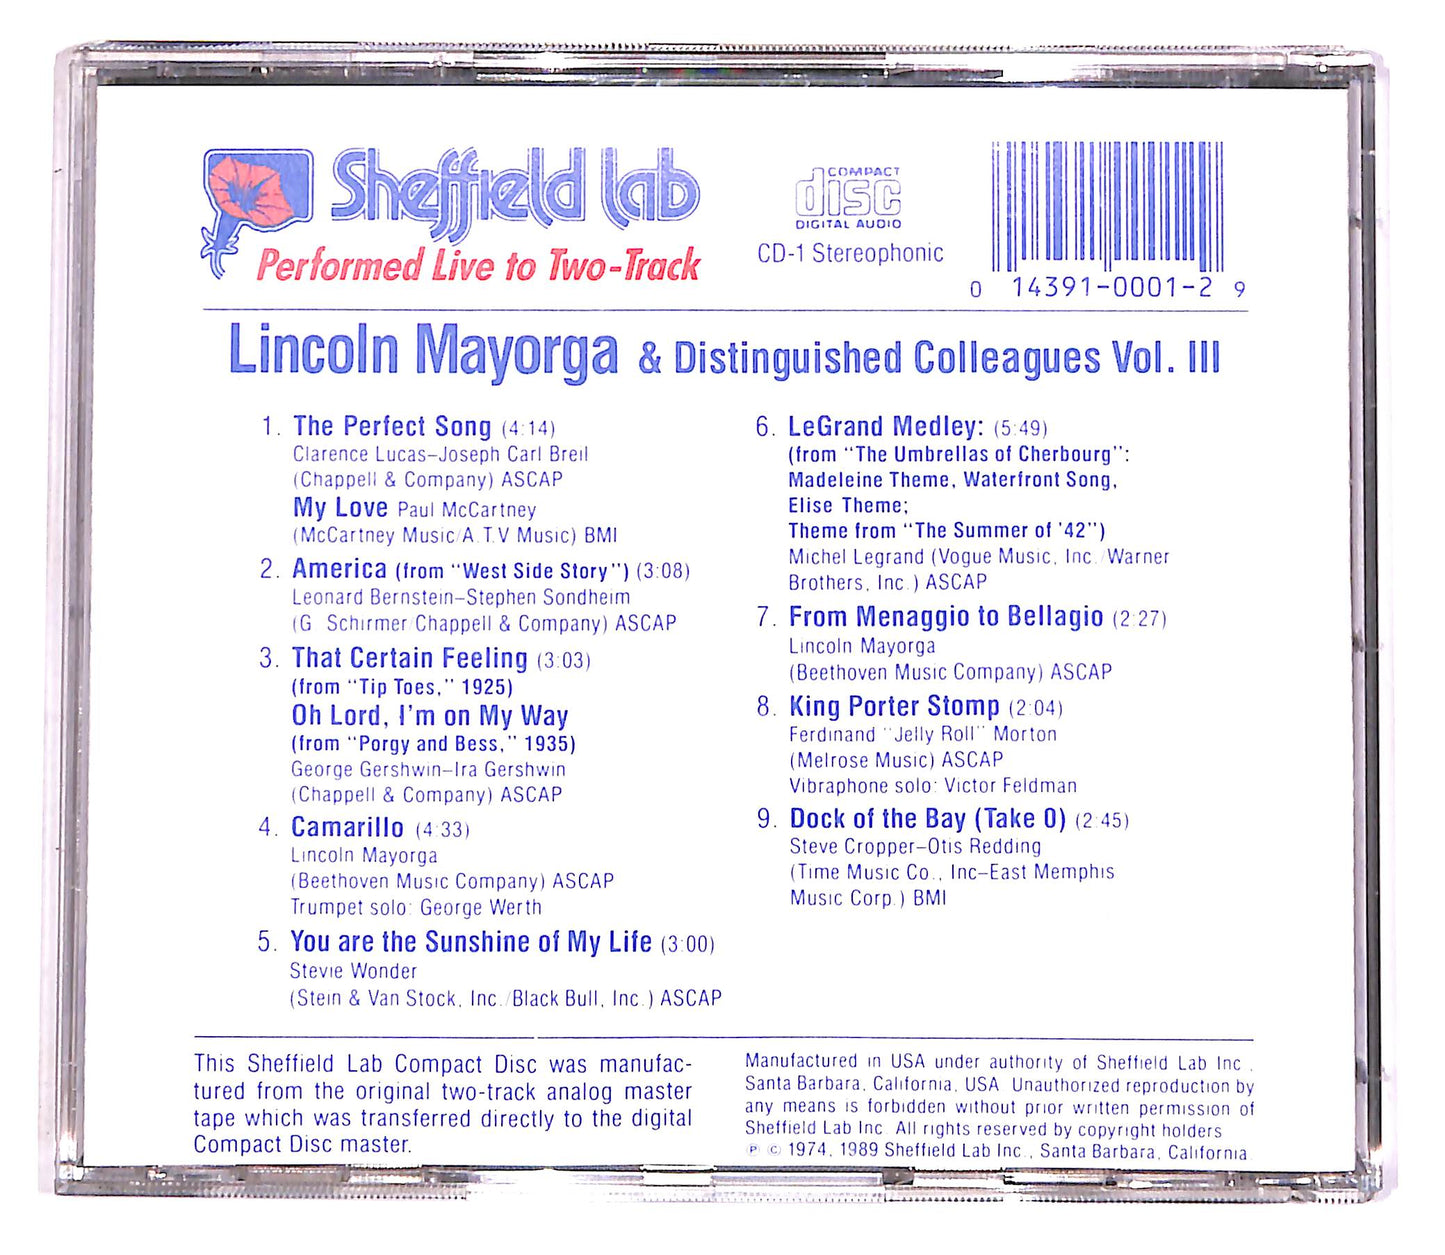 Sheffield Lab
Performed Live to Two-Track
COMPACT
disc
DIGITAL AUDIO
CD-1 Stereophonic
0 14391-0001-2 9
Lincoln Mayorga & Distinguished Colleagues Vol. III
1. The Perfect Song (4:14)
Clarence Lucas–Joseph Carl Breil
(Chappell & Company) ASCAP
My Love Paul McCartney
(McCartney Music/A.T.V Music) BMI
2. America (from "West Side Story") (3:08)
Leonard Bernstein–Stephen Sondheim
(G. Schirmer/Chappell & Company) ASCAP
3. That Certain Feeling (3:03)
(from "Tip Toes," 1925)
Oh Lord, I'm on My Way
(from "Porgy and Bess," 1935)
George Gershwin–Ira Gershwin
(Chappell & Company) ASCAP
4. Camarillo (4:33)
Lincoln Mayorga
(Beethoven Music Company) ASCAP
Trumpet solo: George Werth
5. You are the Sunshine of My Life (3:00)
Stevie Wonder
(Stein & Van Stock, Inc./Black Bull, Inc.) ASCAP
6. LeGrand Medley: (5:49)
(from "The Umbrellas of Cherbourg":
Madeleine Theme, Waterfront Song,
Elise Theme;
Theme from "The Summer of '42")
Michel Legrand (Vogue Music, Inc./Warner
Brothers, Inc.) ASCAP
7. From Menaggio to Bellagio (2:27)
Lincoln Mayorga
(Beethoven Music Company) ASCAP
8. King Porter Stomp (2:04)
Ferdinand "Jelly Roll" Morton
(Melrose Music) ASCAP
Vibraphone solo: Victor Feldman
9. Dock of the Bay (Take 0) (2:45)
Steve Cropper–Otis Redding
(Time Music Co., Inc–East Memphis
Music Corp.) BMI
This Sheffield Lab Compact Disc was manufac-
tured from the original two-track analog master
tape which was transferred directly to the digital
Compact Disc master.
Manufactured in USA under authority of Sheffield Lab Inc.,
Santa Barbara, California, USA. Unauthorized reproduction by
any means is forbidden without prior written permission of
Sheffield Lab Inc. All rights reserved by copyright holders
℗ © 1974, 1989 Sheffield Lab Inc., Santa Barbara, California.